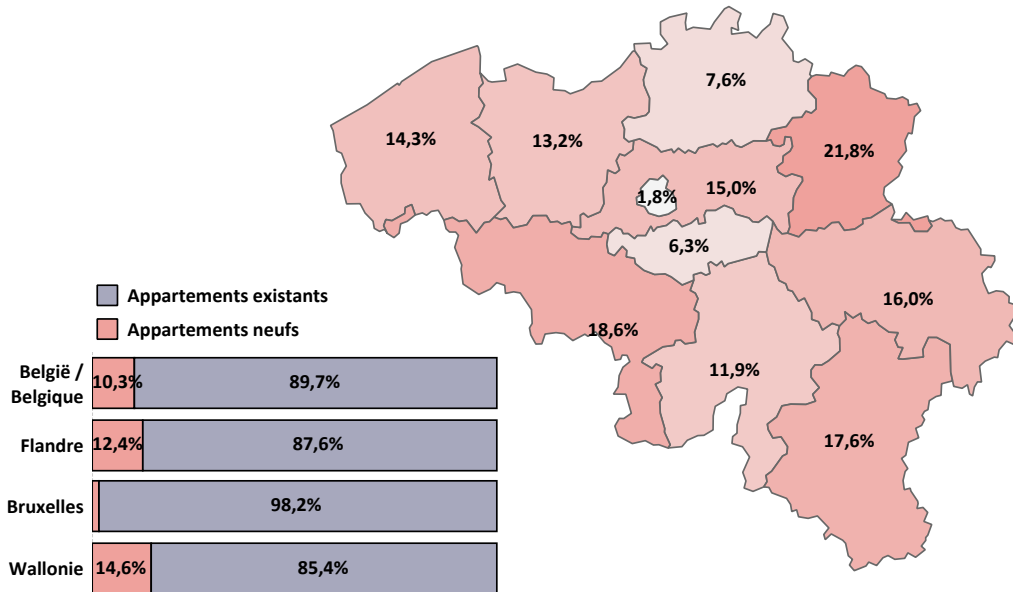 7,6%
14,3%
13,2%
21,8%
1,8%
15,0%
6,3%
16,0%
18,6%
11,9%
17,6%
Appartements existants
Appartements neufs
België /
Belgique
10,3%
89,7%
Flandre
12,4%
87,6%
Bruxelles
98,2%
Wallonie
14,6%
85,4%